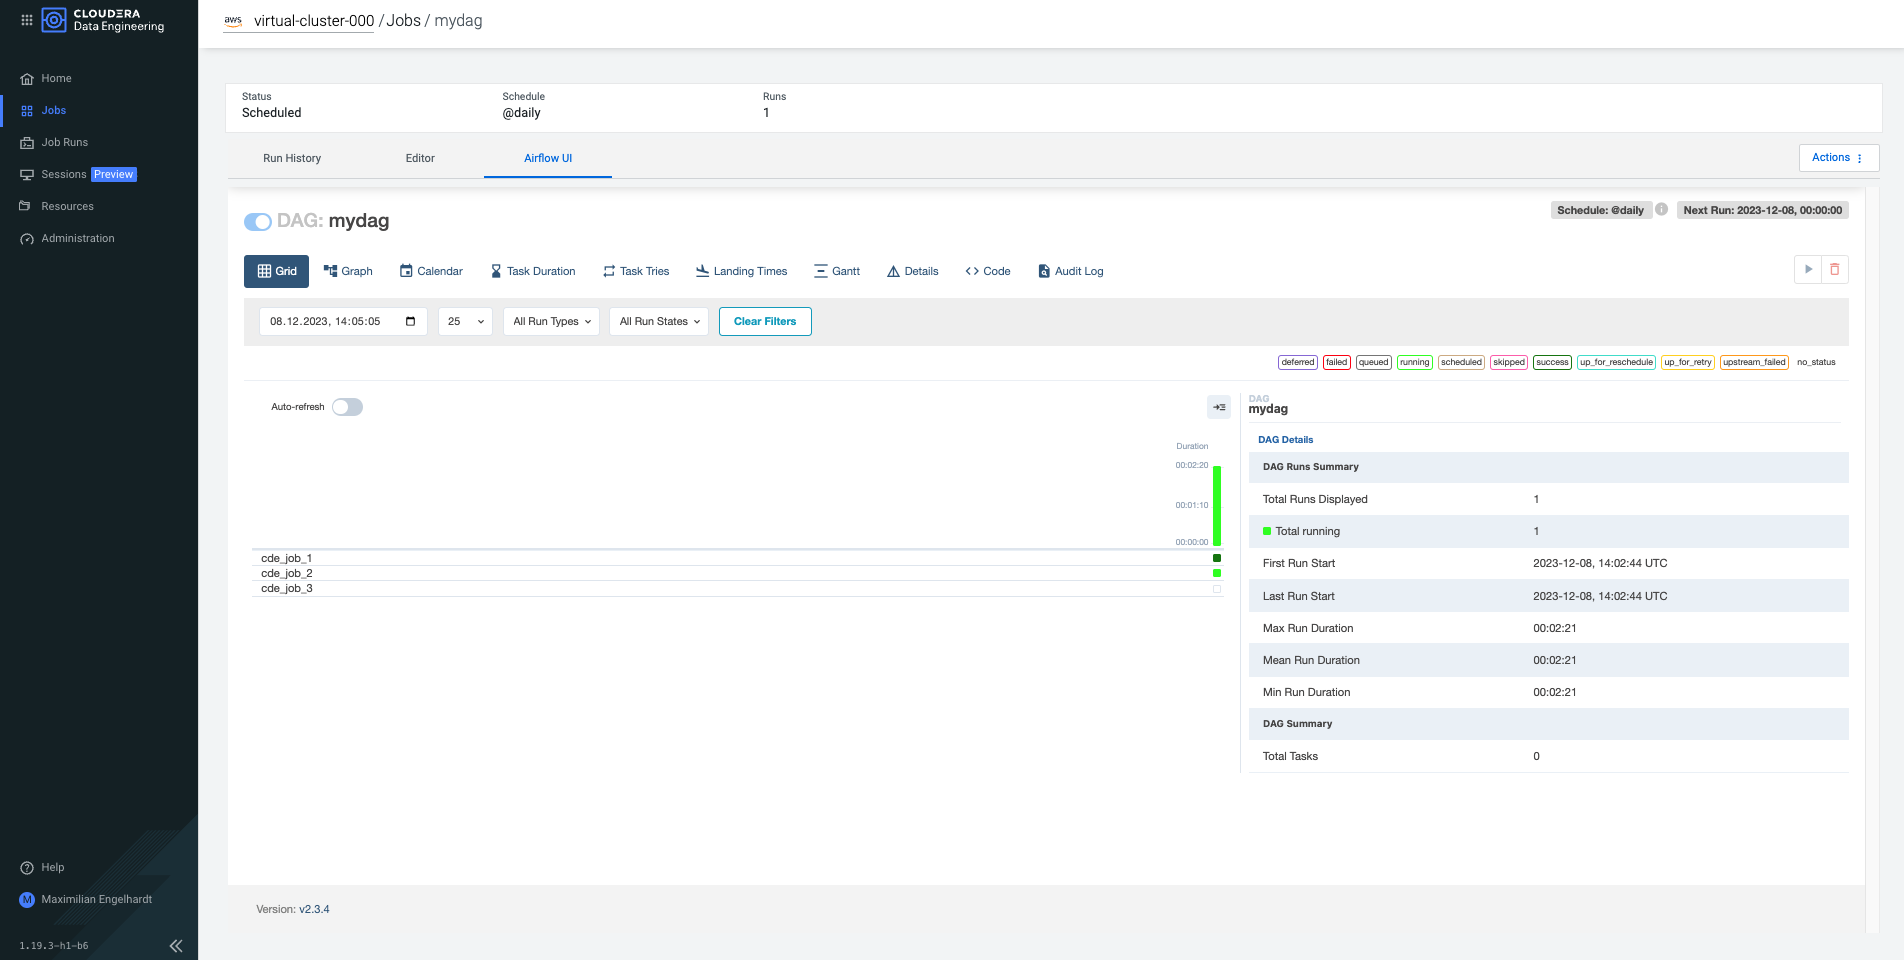 CLOUDERA
Data Engineering
Home
Jobs
Job Runs
Sessions Preview
Resources
Administration
Help
M Maximilian Engelhardt
1.19.3-h1-b6
aws virtual-cluster-000 / Jobs / mydag
Status
Scheduled
Schedule
@daily
Runs
1
Run History Editor Airflow UI
Actions
DAG: mydag
Schedule: @daily
Next Run: 2023-12-08, 00:00:00
Grid Graph Calendar Task Duration Task Tries Landing Times Gantt Details Code Audit Log
08.12.2023, 14:05:05 25 All Run Types All Run States Clear Filters
deferred failed queued running scheduled skipped success up_for_reschedule up_for_retry upstream_failed no_status
Auto-refresh
Duration
00:02:20
00:01:10
00:00:00
cde_job_1
cde_job_2
cde_job_3
DAG
mydag
DAG Details
DAG Runs Summary
Total Runs Displayed 1
Total running 1
First Run Start 2023-12-08, 14:02:44 UTC
Last Run Start 2023-12-08, 14:02:44 UTC
Max Run Duration 00:02:21
Mean Run Duration 00:02:21
Min Run Duration 00:02:21
DAG Summary
Total Tasks 0
Version: v2.3.4